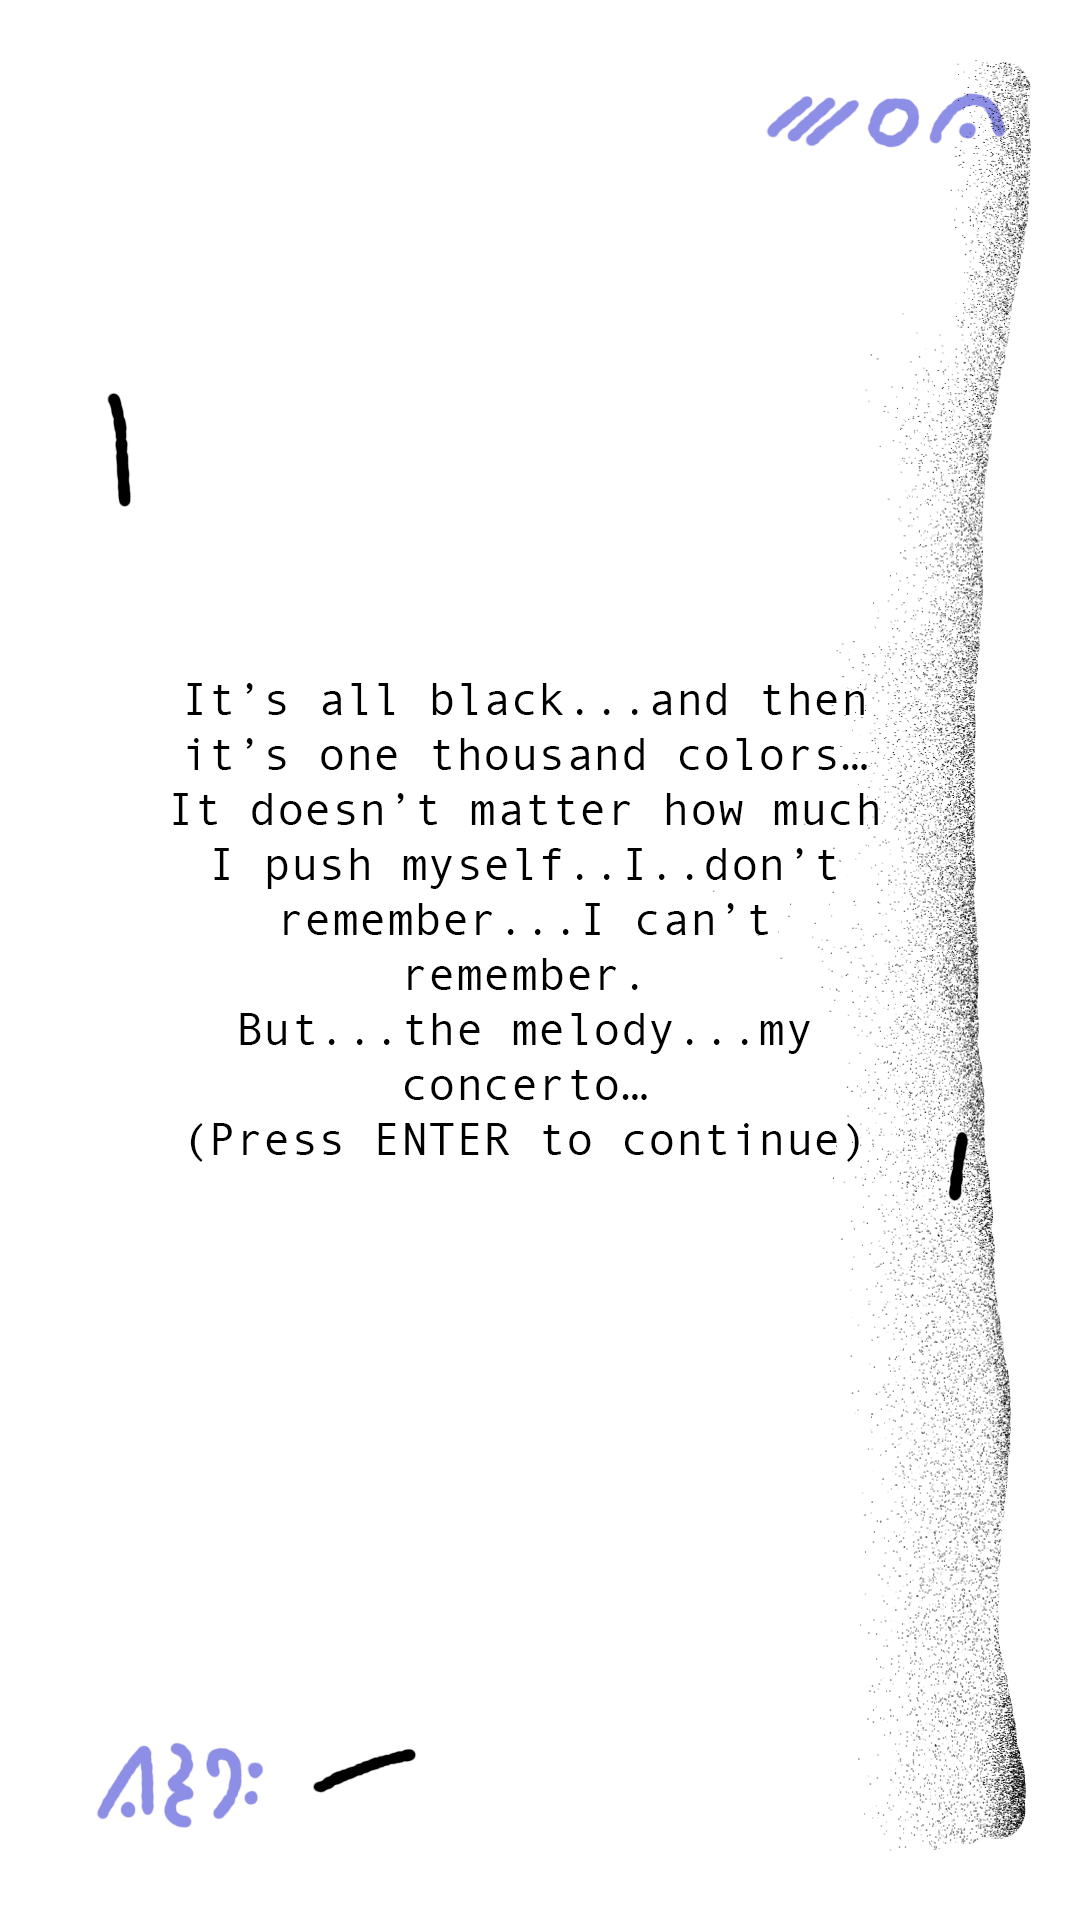 It’s all black...and then
it’s one thousand colors…
It doesn’t matter how much
I push myself..I..don’t
remember...I can’t
remember.
But...the melody...my
concerto…
(Press ENTER to continue)